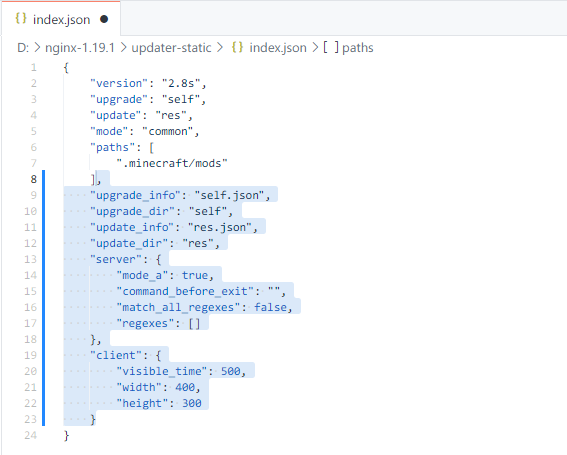 {} index.json ●
D: > nginx-1.19.1 > updater-static > {} index.json > [ ] paths
1 {
2     "version": "2.8s",
3     "upgrade": "self",
4     "update": "res",
5     "mode": "common",
6     "paths": [
7         ".minecraft/mods"
8     ],
9     "upgrade_info": "self.json",
10     "upgrade_dir": "self",
11     "update_info": "res.json",
12     "update_dir": "res",
13     "server": {
14         "mode_a": true,
15         "command_before_exit": "",
16         "match_all_regexes": false,
17         "regexes": []
18     },
19     "client": {
20         "visible_time": 500,
21         "width": 400,
22         "height": 300
23     }
24 }